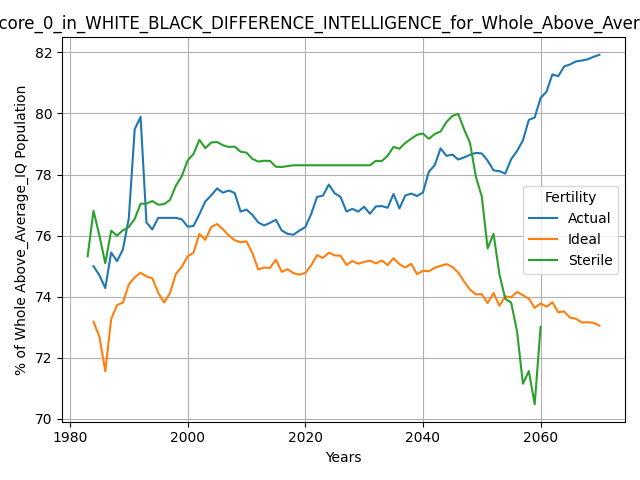 core_0_in_WHITE_BLACK_DIFFERENCE_INTELLIGENCE_for_Whole_Above_Aver
% of Whole Above_Average_IQ Population
82
80
78
76
74
72
70
1980
2000
2020
2040
2060
Years
Fertility
Actual
Ideal
Sterile